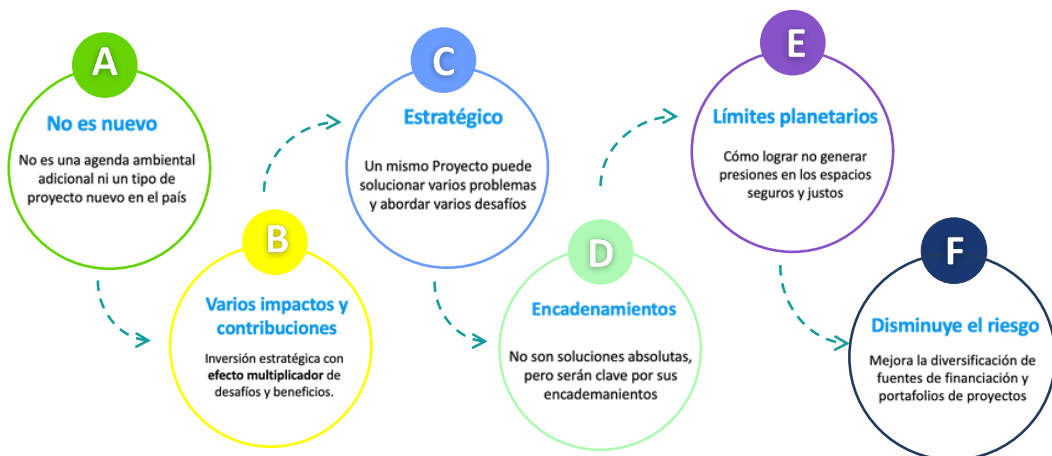 A
No es nuevo
No es una agenda ambiental
adicional ni un tipo de
proyecto nuevo en el país
B
Varios impactos y
contribuciones
Inversión estratégica con
efecto multiplicador de
desafíos y beneficios.
C
Estratégico
Un mismo Proyecto puede
solucionar varios problemas
y abordar varios desafíos
D
Encadenamientos
No son soluciones absolutas,
pero serán clave por sus
encademanientos
E
Límites planetarios
Cómo lograr no generar
presiones en los espacios
seguros y justos
F
Disminuye el riesgo
Mejora la diversificación de
fuentes de financiación y
portafolios de proyectos